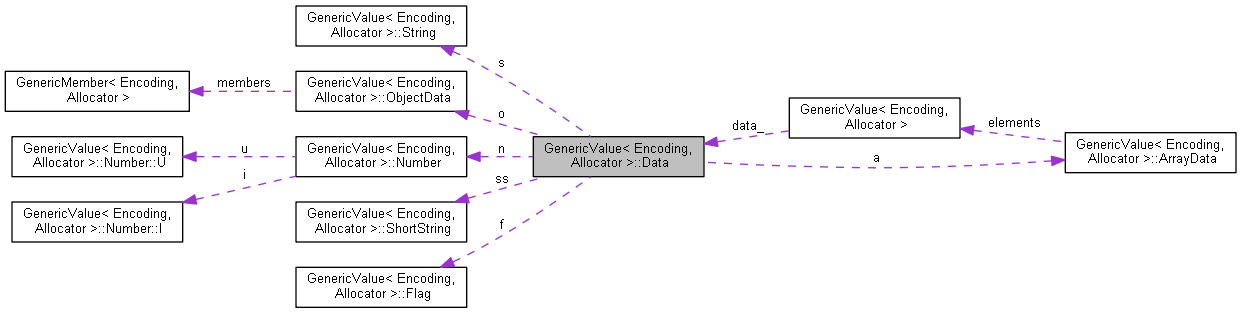 GenericValue< Encoding,
Allocator >::String
s
GenericMember< Encoding,
Allocator >
members
GenericValue< Encoding,
Allocator >::ObjectData
o
GenericValue< Encoding,
Allocator >::Number::U
u
GenericValue< Encoding,
Allocator >::Number
n
GenericValue< Encoding,
Allocator >::Data
data_
GenericValue< Encoding,
Allocator >
elements
GenericValue< Encoding,
Allocator >::ArrayData
a
i
GenericValue< Encoding,
Allocator >::Number::I
ss
GenericValue< Encoding,
Allocator >::ShortString
f
GenericValue< Encoding,
Allocator >::Flag